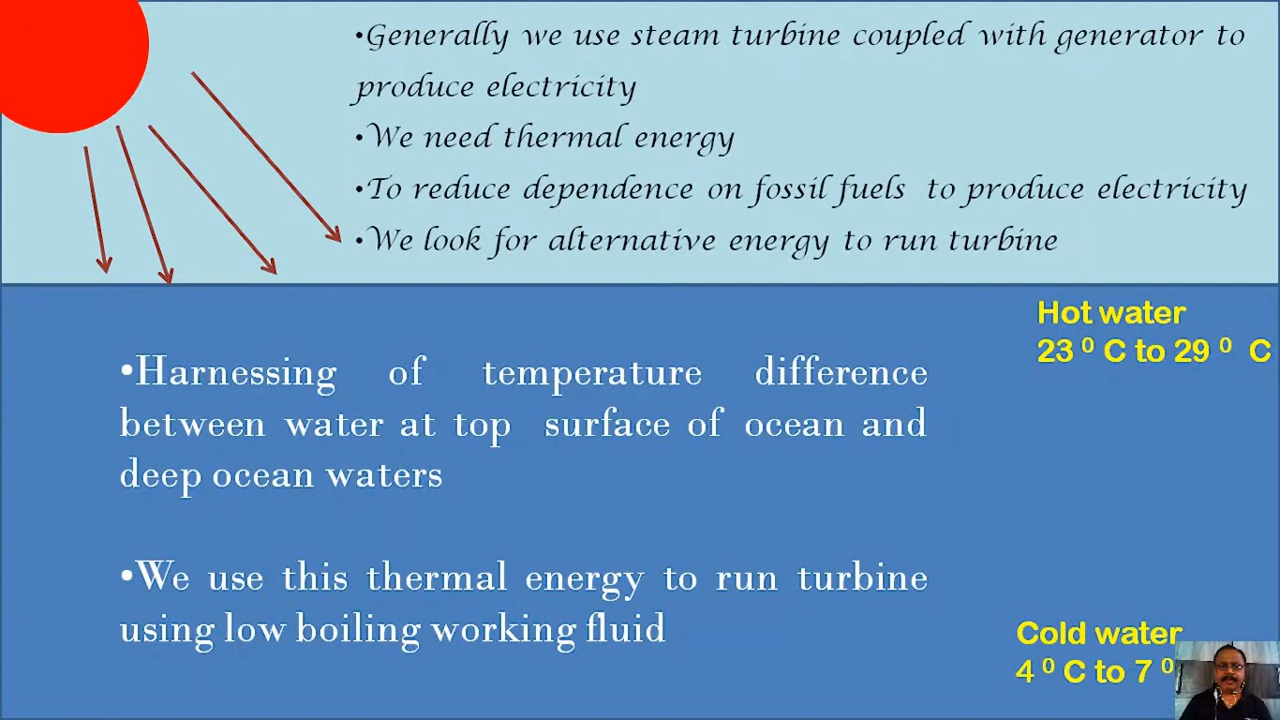 •Generally we use steam turbine coupled with generator to
produce electricity
•We need thermal energy
•To reduce dependence on fossil fuels to produce electricity
•We look for alternative energy to run turbine
Hot water
23 ⁰ C to 29 ⁰ C
•Harnessing of temperature difference
between water at top surface of ocean and
deep ocean waters
•We use this thermal energy to run turbine
using low boiling working fluid
Cold water
4 ⁰ C to 7 ⁰